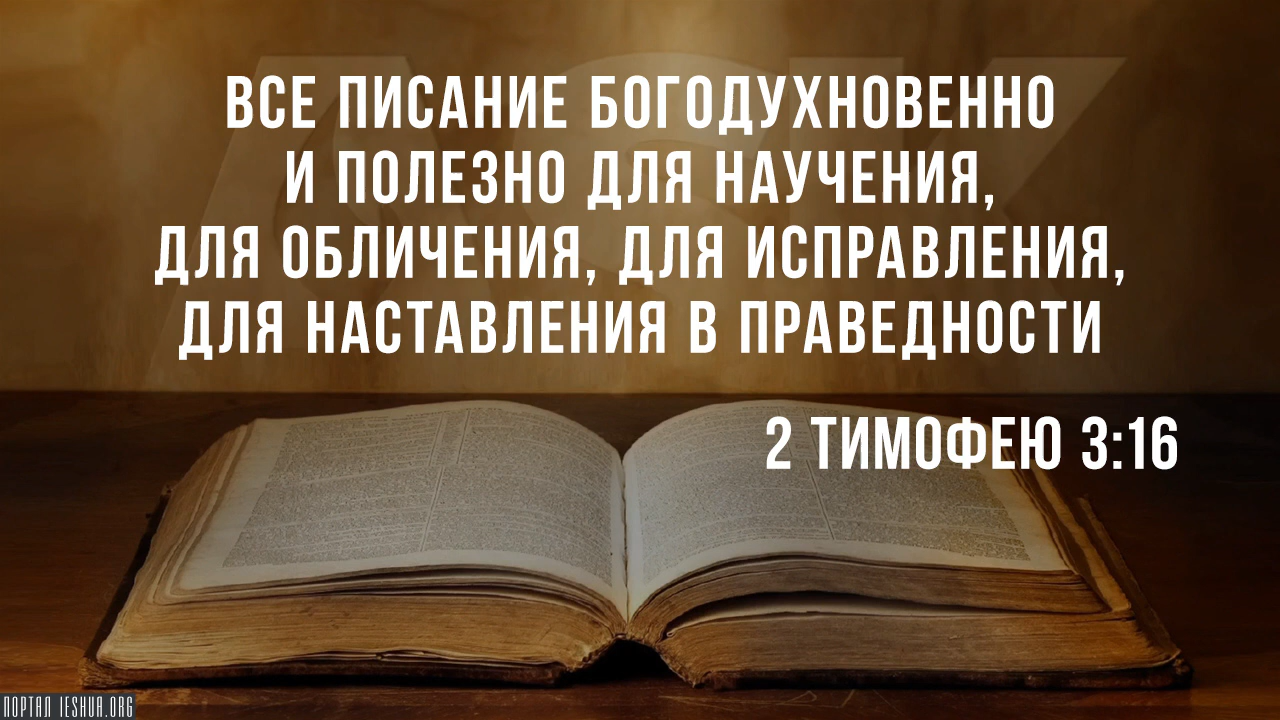 ВСЕ ПИСАНИЕ БОГОДУХНОВЕННО
И ПОЛЕЗНО ДЛЯ НАУЧЕНИЯ,
ДЛЯ ОБЛИЧЕНИЯ, ДЛЯ ИСПРАВЛЕНИЯ,
ДЛЯ НАСТАВЛЕНИЯ В ПРАВЕДНОСТИ
2 ТИМОФЕЮ 3:16
ПОРТАЛ IESHUA.ORG